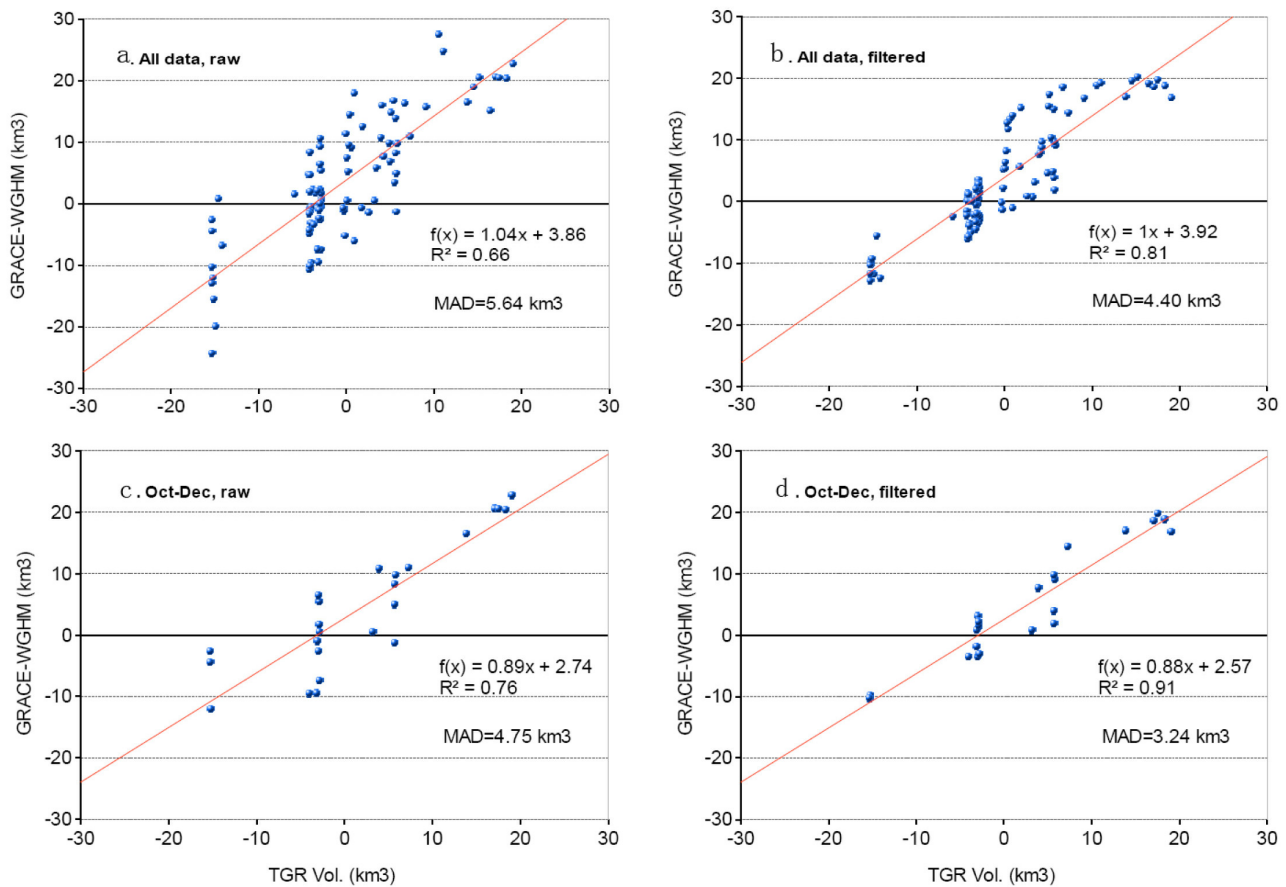 a. All data, raw
GRACE-WGHM (km3)
30
20
10
0
-10
-20
-30
-30 -20 -10 0 10 20 30
f(x) = 1.04x + 3.86
R² = 0.66
MAD=5.64 km3
b . All data, filtered
GRACE-WGHM (km3)
30
20
10
0
-10
-20
-30
-30 -20 -10 0 10 20 30
f(x) = 1x + 3.92
R² = 0.81
MAD=4.40 km3
c . Oct-Dec, raw
GRACE-WGHM (km3)
30
20
10
0
-10
-20
-30
-30 -20 -10 0 10 20 30
f(x) = 0.89x + 2.74
R² = 0.76
MAD=4.75 km3
TGR Vol. (km3)
d . Oct-Dec, filtered
GRACE-WGHM (km3)
30
20
10
0
-10
-20
-30
-30 -20 -10 0 10 20 30
f(x) = 0.88x + 2.57
R² = 0.91
MAD=3.24 km3
TGR Vol. (km3)